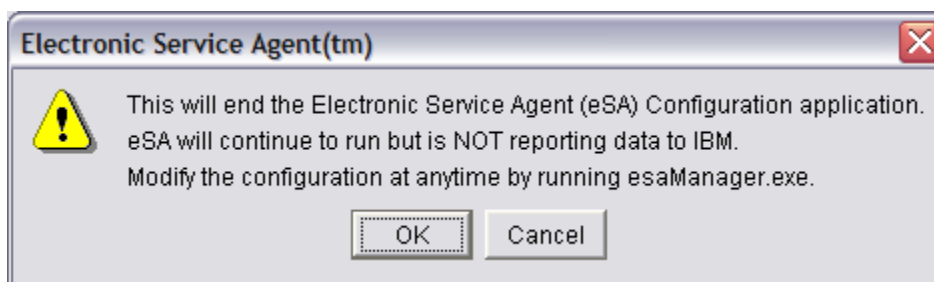 Electronic Service Agent(tm)
This will end the Electronic Service Agent (eSA) Configuration application.
eSA will continue to run but is NOT reporting data to IBM.
Modify the configuration at anytime by running esaManager.exe.
OK Cancel